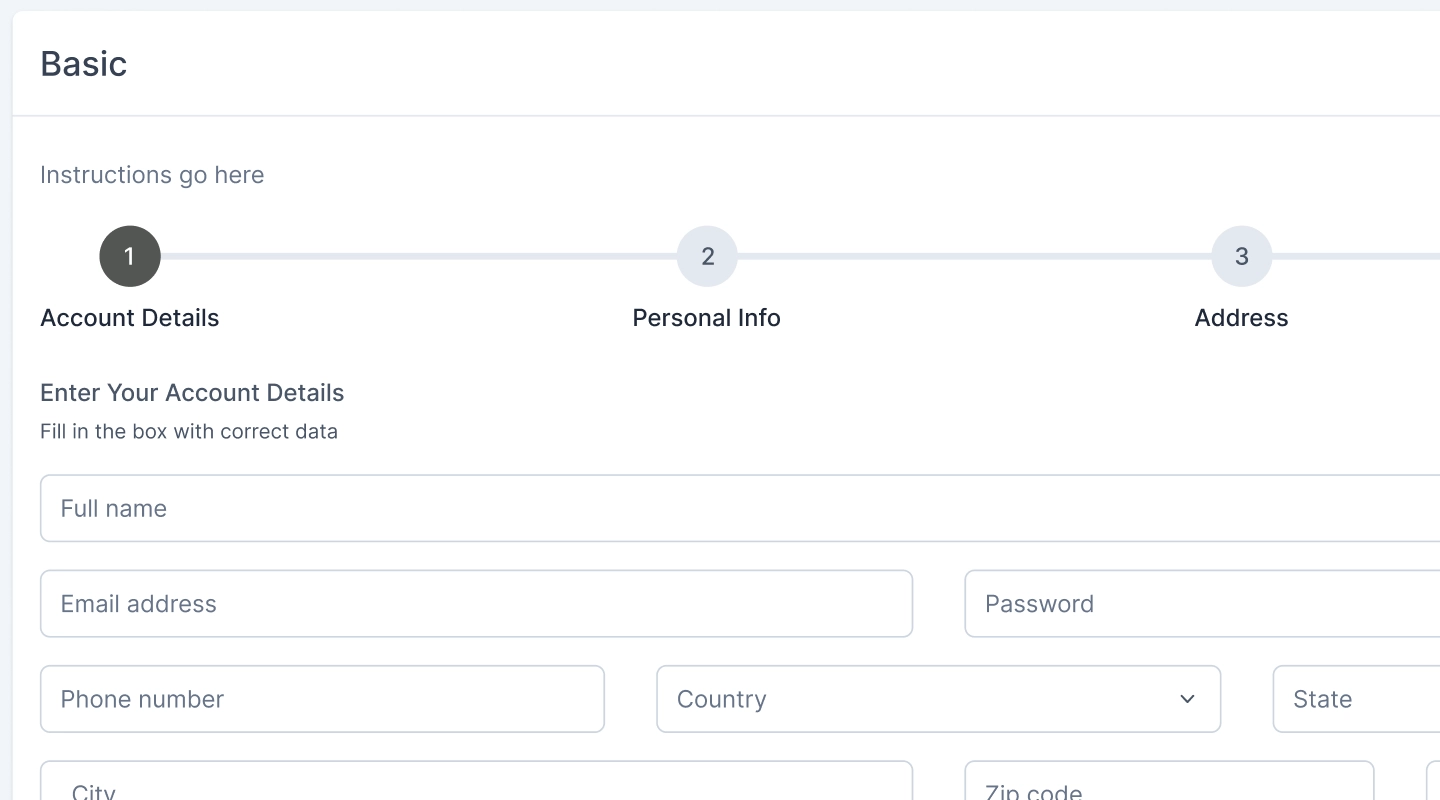 Basic
Instructions go here
1 2 3
Account Details Personal Info Address
Enter Your Account Details
Fill in the box with correct data
Full name
Email address Password
Phone number Country State
City Zip code